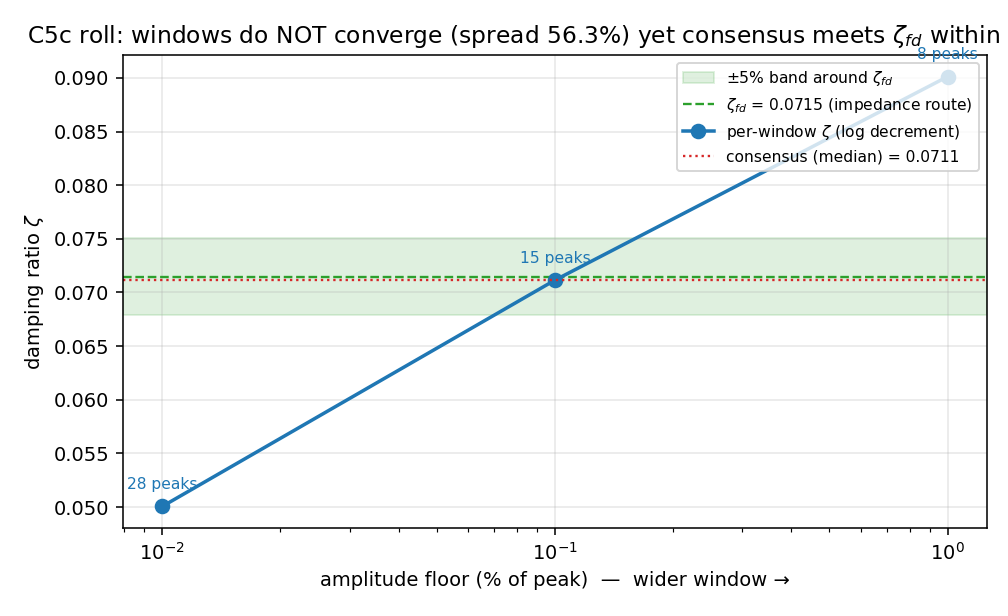 C5c roll: windows do NOT converge (spread 56.3%) yet consensus meets ζfd within
8 peaks
±5% band around ζfd
ζfd = 0.0715 (impedance route)
per-window ζ (log decrement)
consensus (median) = 0.0711
15 peaks
28 peaks
damping ratio ζ
0.090
0.085
0.080
0.075
0.070
0.065
0.060
0.055
0.050
10⁻²
10⁻¹
10⁰
amplitude floor (% of peak) — wider window →